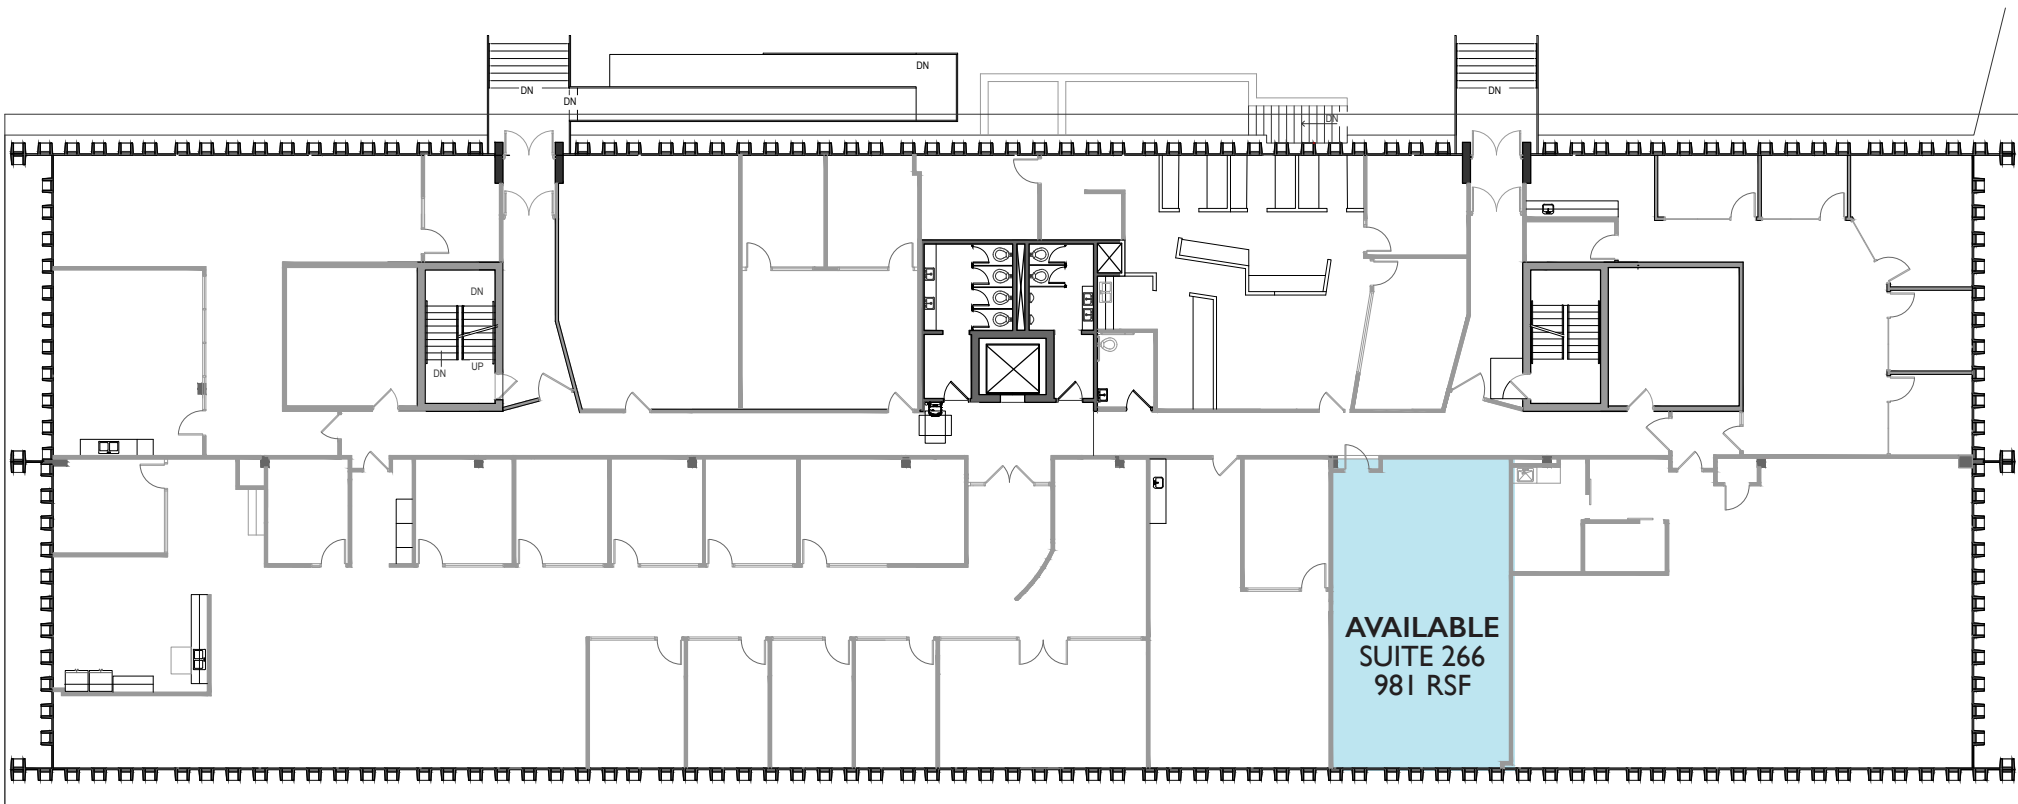 DN
DN
DN
DN
DN
DN
DN
UP
AVAILABLE
SUITE 266
981 RSF